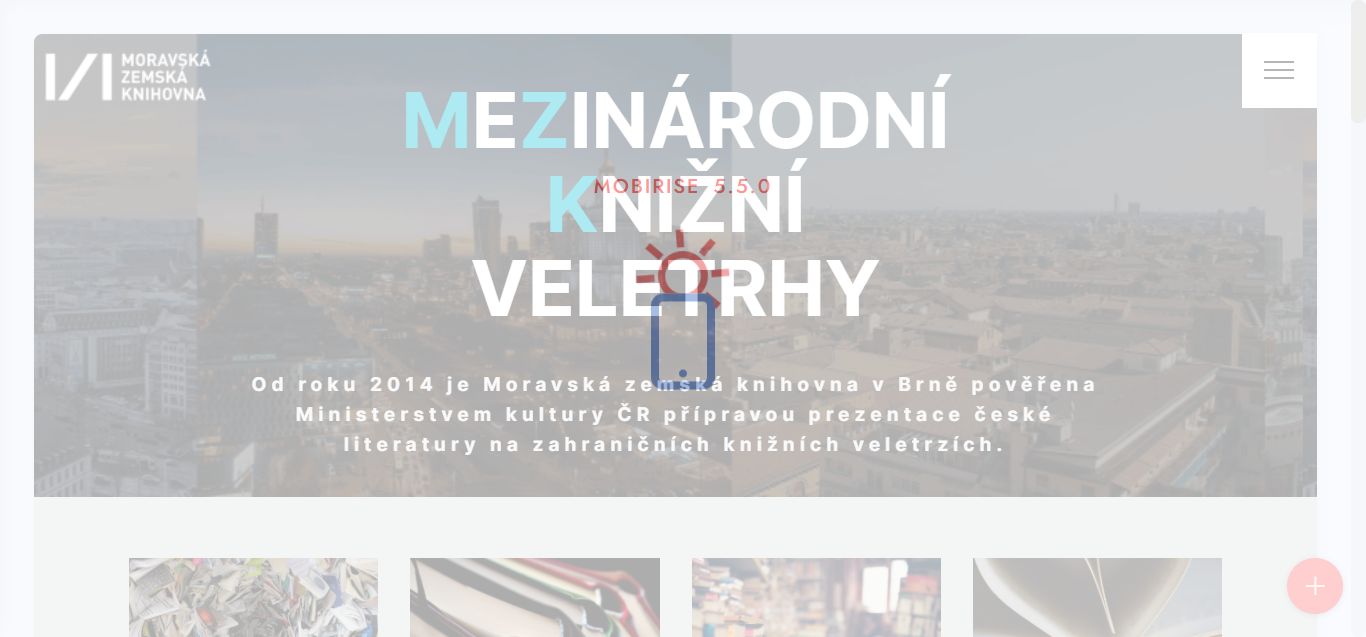 MORAVSKÁ
ZEMSKÁ
KNIHOVNA
MEZINÁRODNÍ
KNIŽNÍ
MOBIRISE 5.5.0
VELETRHY
Od roku 2014 je Moravská zemská knihovna v Brně pověřena
Ministerstvem kultury ČR přípravou prezentace české
literatury na zahraničních knižních veletrzích.